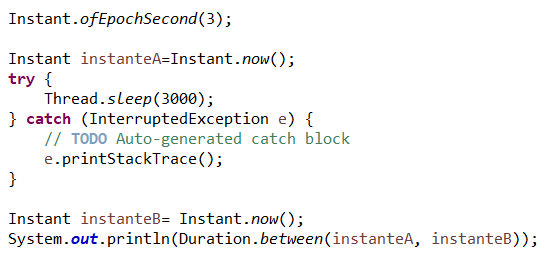 Instant.ofEpochSecond(3);
Instant instanteA=Instant.now();
try {
    Thread.sleep(3000);
} catch (InterruptedException e) {
    // TODO Auto-generated catch block
    e.printStackTrace();
}
Instant instanteB= Instant.now();
System.out.println(Duration.between(instanteA, instanteB));